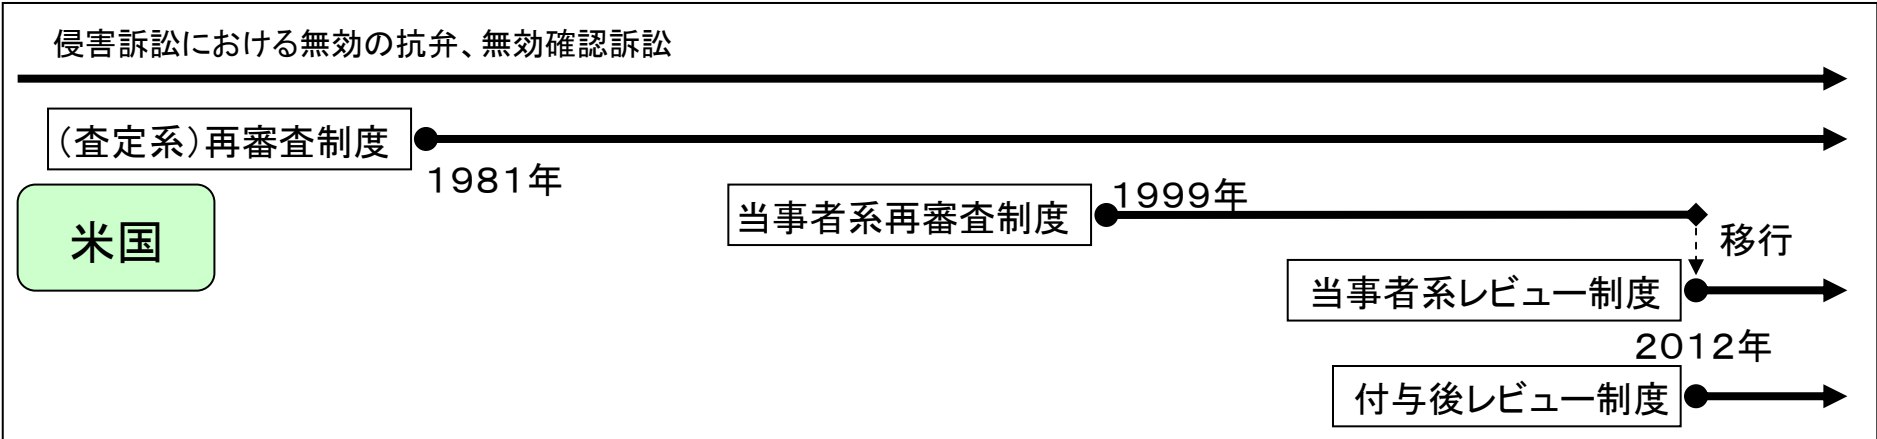 侵害訴訟における無効の抗弁、無効確認訴訟
（査定系）再審査制度
１９８１年
米国
当事者系再審査制度
１９９９年
移行
当事者系レビュー制度
２０１２年
付与後レビュー制度